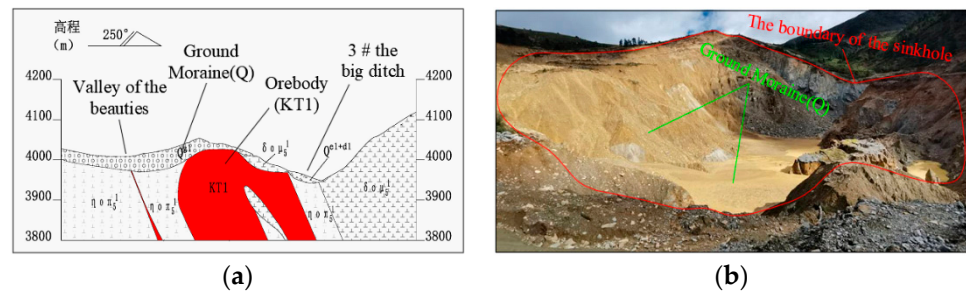 高程
(m)
250°
Ground
Moraine(Q)
3 # the
big ditch
4200
Valley of the
beauties
Orebody
(KT1)
4200
4100
4100
4000
4000
3900
3900
3800
3800
KT1
The boundary of the sinkhole
Ground Moraine(Q)
(a)
(b)